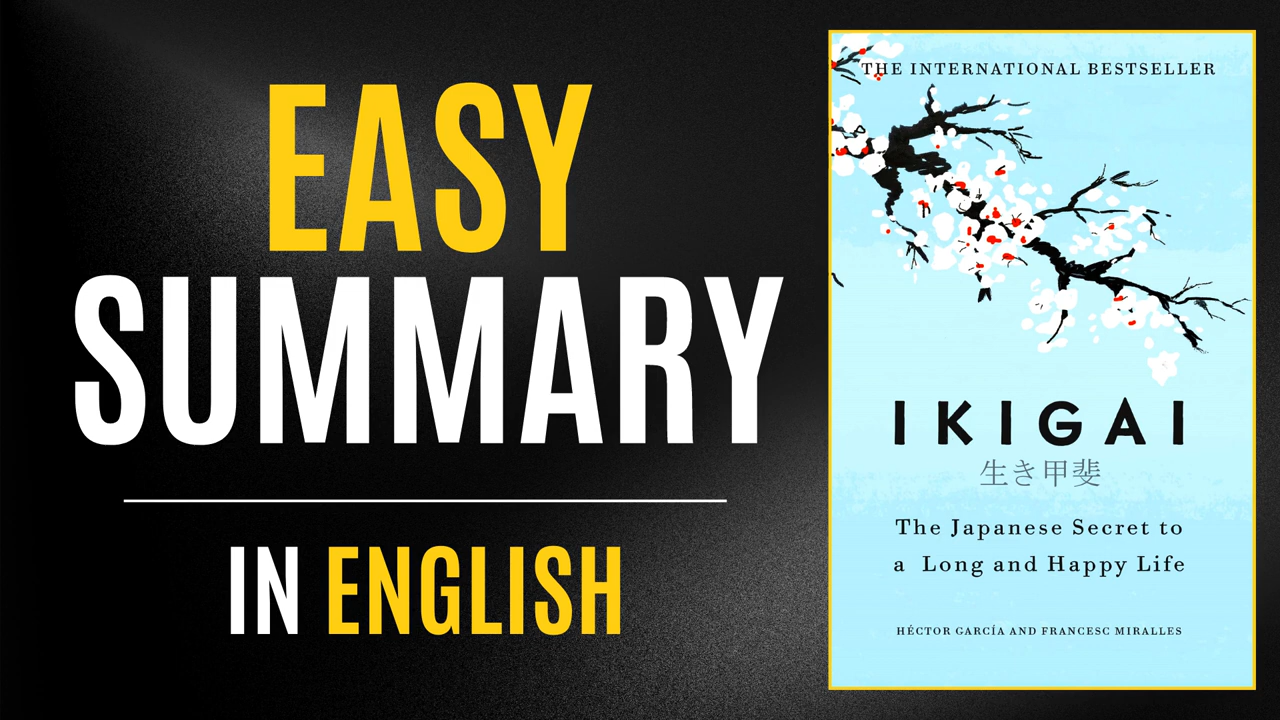 EASY
SUMMARY
IN ENGLISH
THE INTERNATIONAL BESTSELLER
IKIGAI
生き甲斐
The Japanese Secret to
a Long and Happy Life
HÉCTOR GARCÍA AND FRANCESC MIRALLES